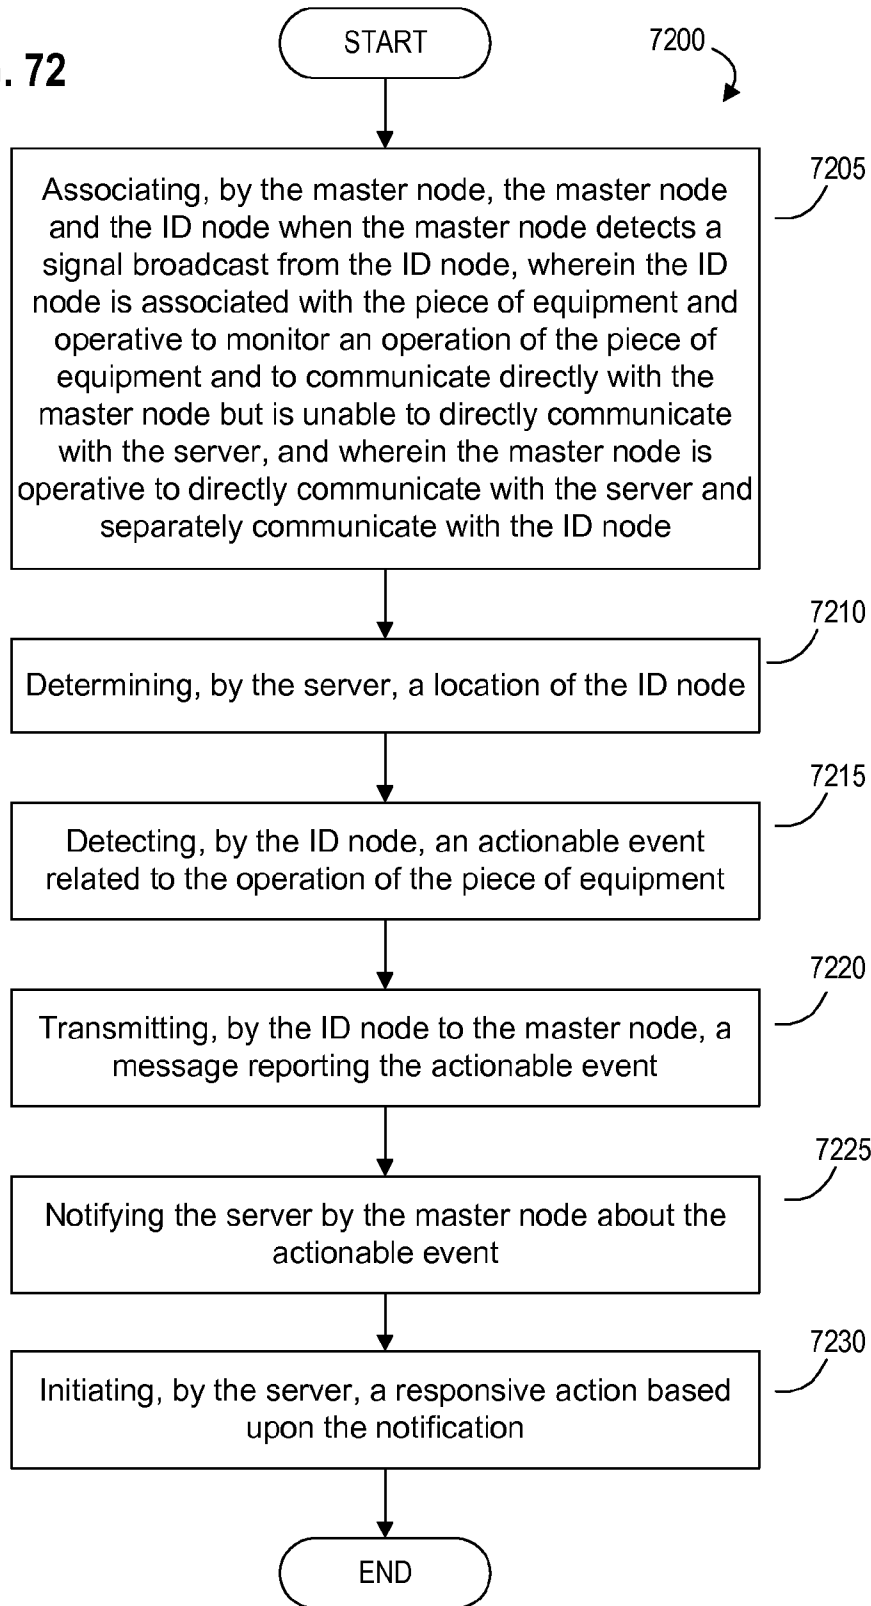 . 72
START
7200
7205
Associating, by the master node, the master node
and the ID node when the master node detects a
signal broadcast from the ID node, wherein the ID
node is associated with the piece of equipment and
operative to monitor an operation of the piece of
equipment and to communicate directly with the
master node but is unable to directly communicate
with the server, and wherein the master node is
operative to directly communicate with the server and
separately communicate with the ID node
7210
Determining, by the server, a location of the ID node
7215
Detecting, by the ID node, an actionable event
related to the operation of the piece of equipment
7220
Transmitting, by the ID node to the master node, a
message reporting the actionable event
7225
Notifying the server by the master node about the
actionable event
7230
Initiating, by the server, a responsive action based
upon the notification
END